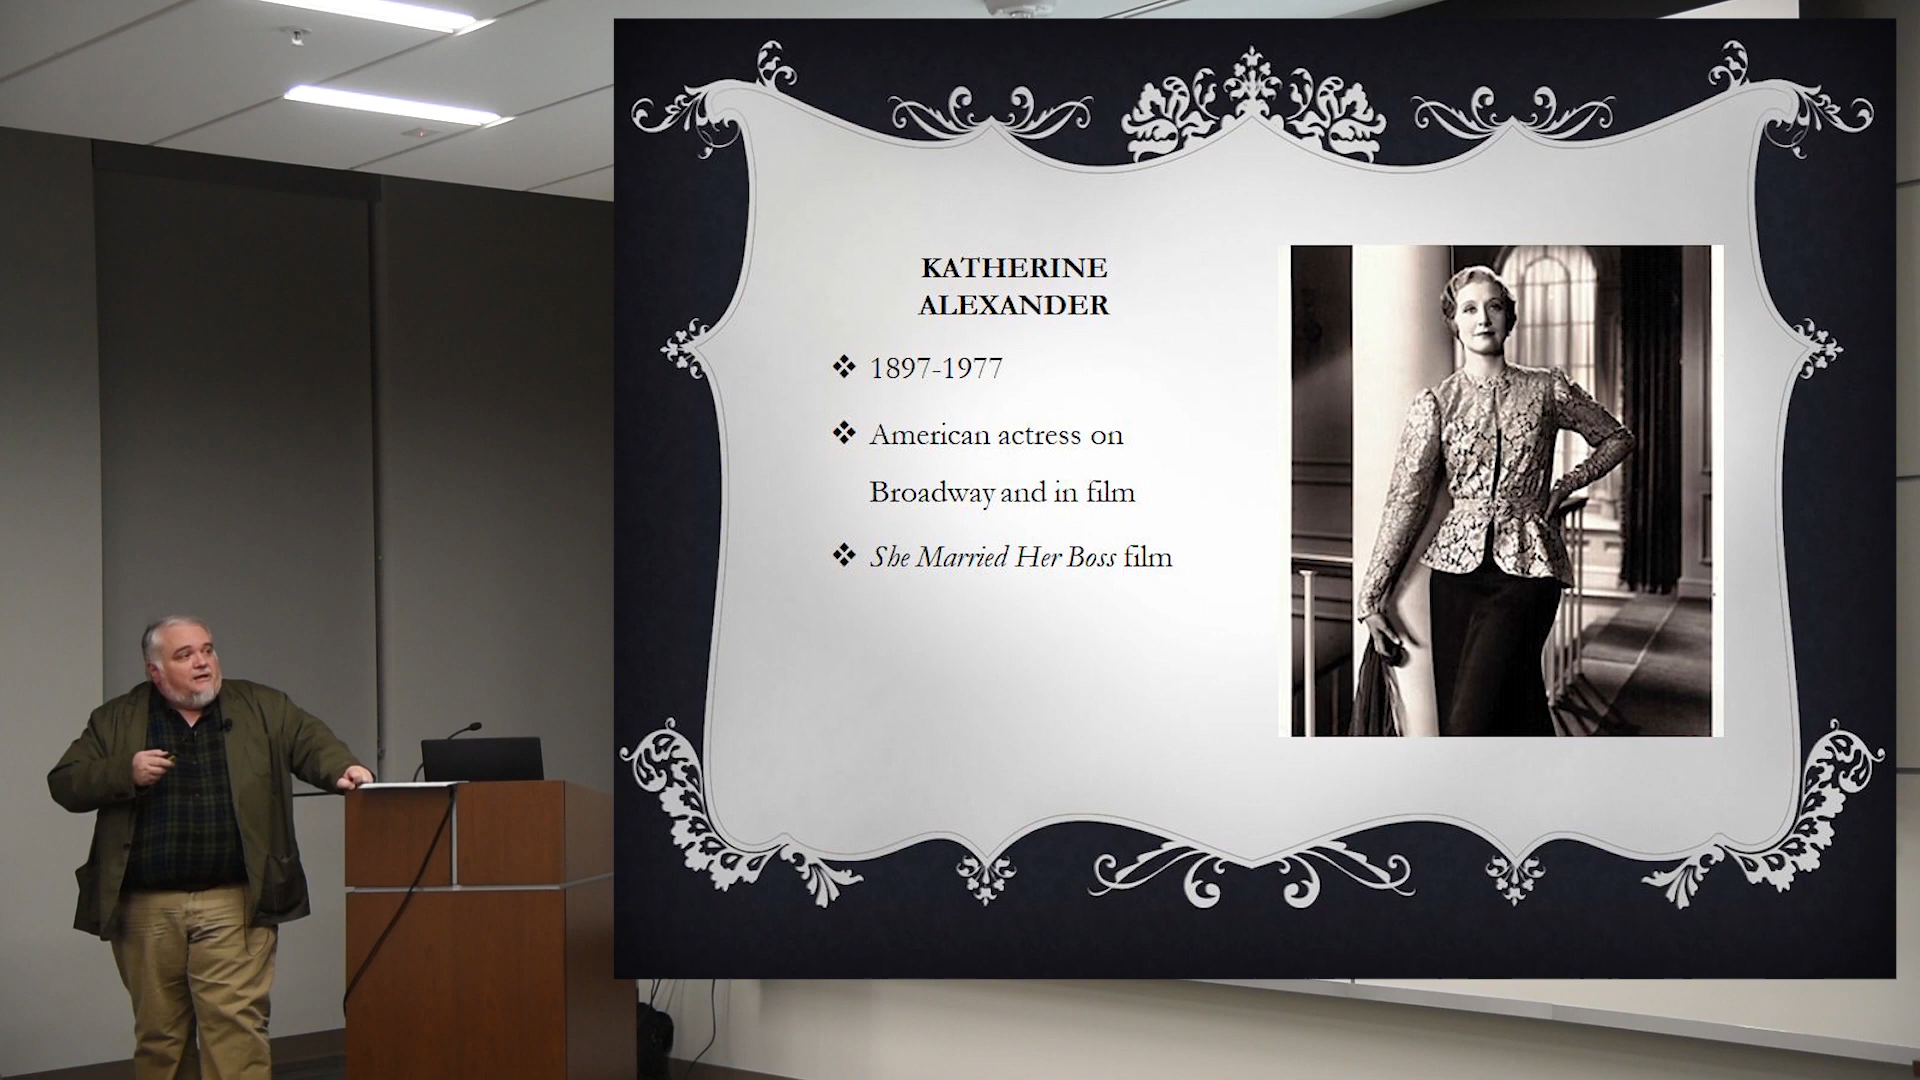 KATHERINE
ALEXANDER
❖ 1897-1977
❖ American actress on
Broadway and in film
❖ She Married Her Boss film